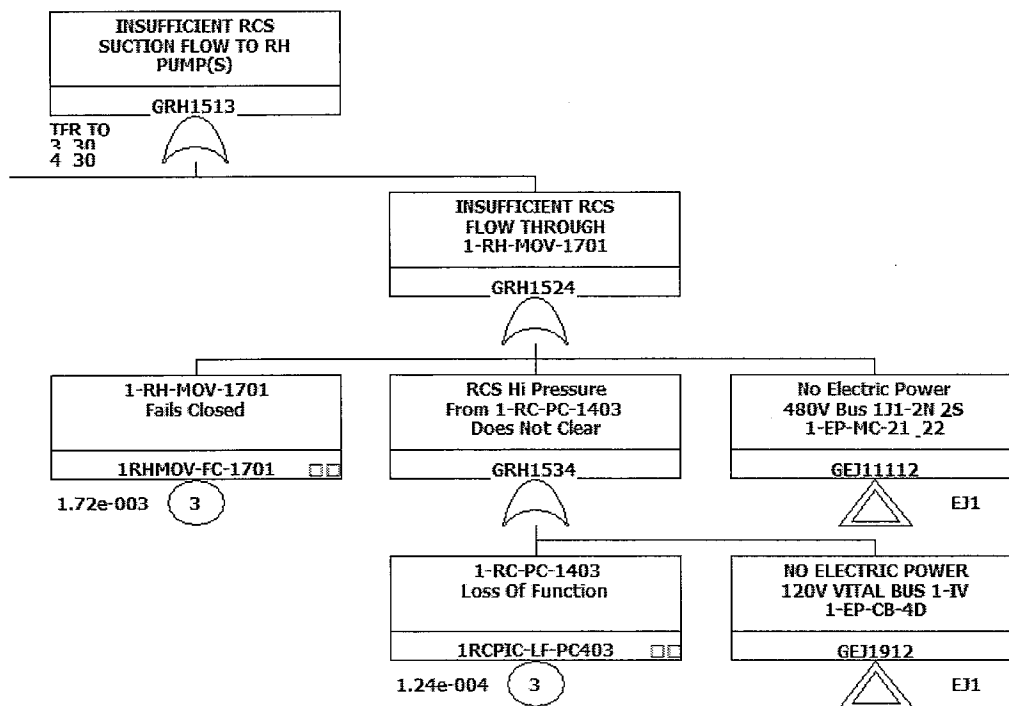 INSUFFICIENT RCS
SUCTION FLOW TO RH
PUMP(S)
GRH1513
TFR TO
3 30
4 30
INSUFFICIENT RCS
FLOW THROUGH
1-RH-MOV-1701
GRH1524
1-RH-MOV-1701
Fails Closed
1RHMOV-FC-1701
1.72e-003
3
RCS Hi Pressure
From 1-RC-PC-1403
Does Not Clear
GRH1534
No Electric Power
480V Bus 1J1-2N_2S
1-EP-MC-21_22
GEJ11112
EJ1
1-RC-PC-1403
Loss Of Function
1RCPIC-LF-PC403
1.24e-004
3
NO ELECTRIC POWER
120V VITAL BUS 1-IV
1-EP-CB-4D
GEJ1912
EJ1